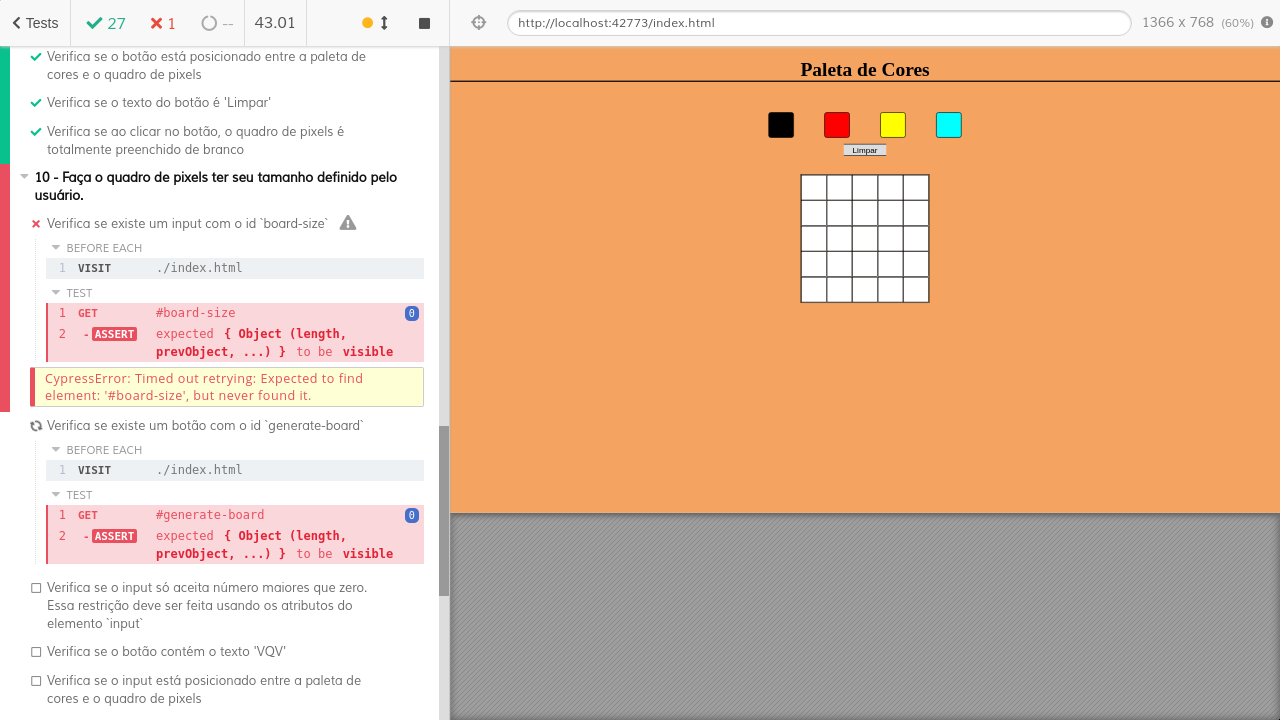 Tests 27 1 -- 43.01 http://localhost:42773/index.html 1366 x 768 (60%)
Verifica se o botão está posicionado entre a paleta de
cores e o quadro de pixels
Verifica se o texto do botão é 'Limpar'
Verifica se ao clicar no botão, o quadro de pixels é
totalmente preenchido de branco
10 - Faça o quadro de pixels ter seu tamanho definido pelo
usuário.
Verifica se existe um input com o id `board-size`
BEFORE EACH
1 VISIT ./index.html
TEST
1 GET #board-size 0
2 - ASSERT expected { Object (length,
prevObject, ...) } to be visible
CypressError: Timed out retrying: Expected to find
element: '#board-size', but never found it.
Verifica se existe um botão com o id `generate-board`
BEFORE EACH
1 VISIT ./index.html
TEST
1 GET #generate-board 0
2 - ASSERT expected { Object (length,
prevObject, ...) } to be visible
Verifica se o input só aceita número maiores que zero.
Essa restrição deve ser feita usando os atributos do
elemento `input`
Verifica se o botão contém o texto 'VQV'
Verifica se o input está posicionado entre a paleta de
cores e o quadro de pixels
Paleta de Cores
Limpar